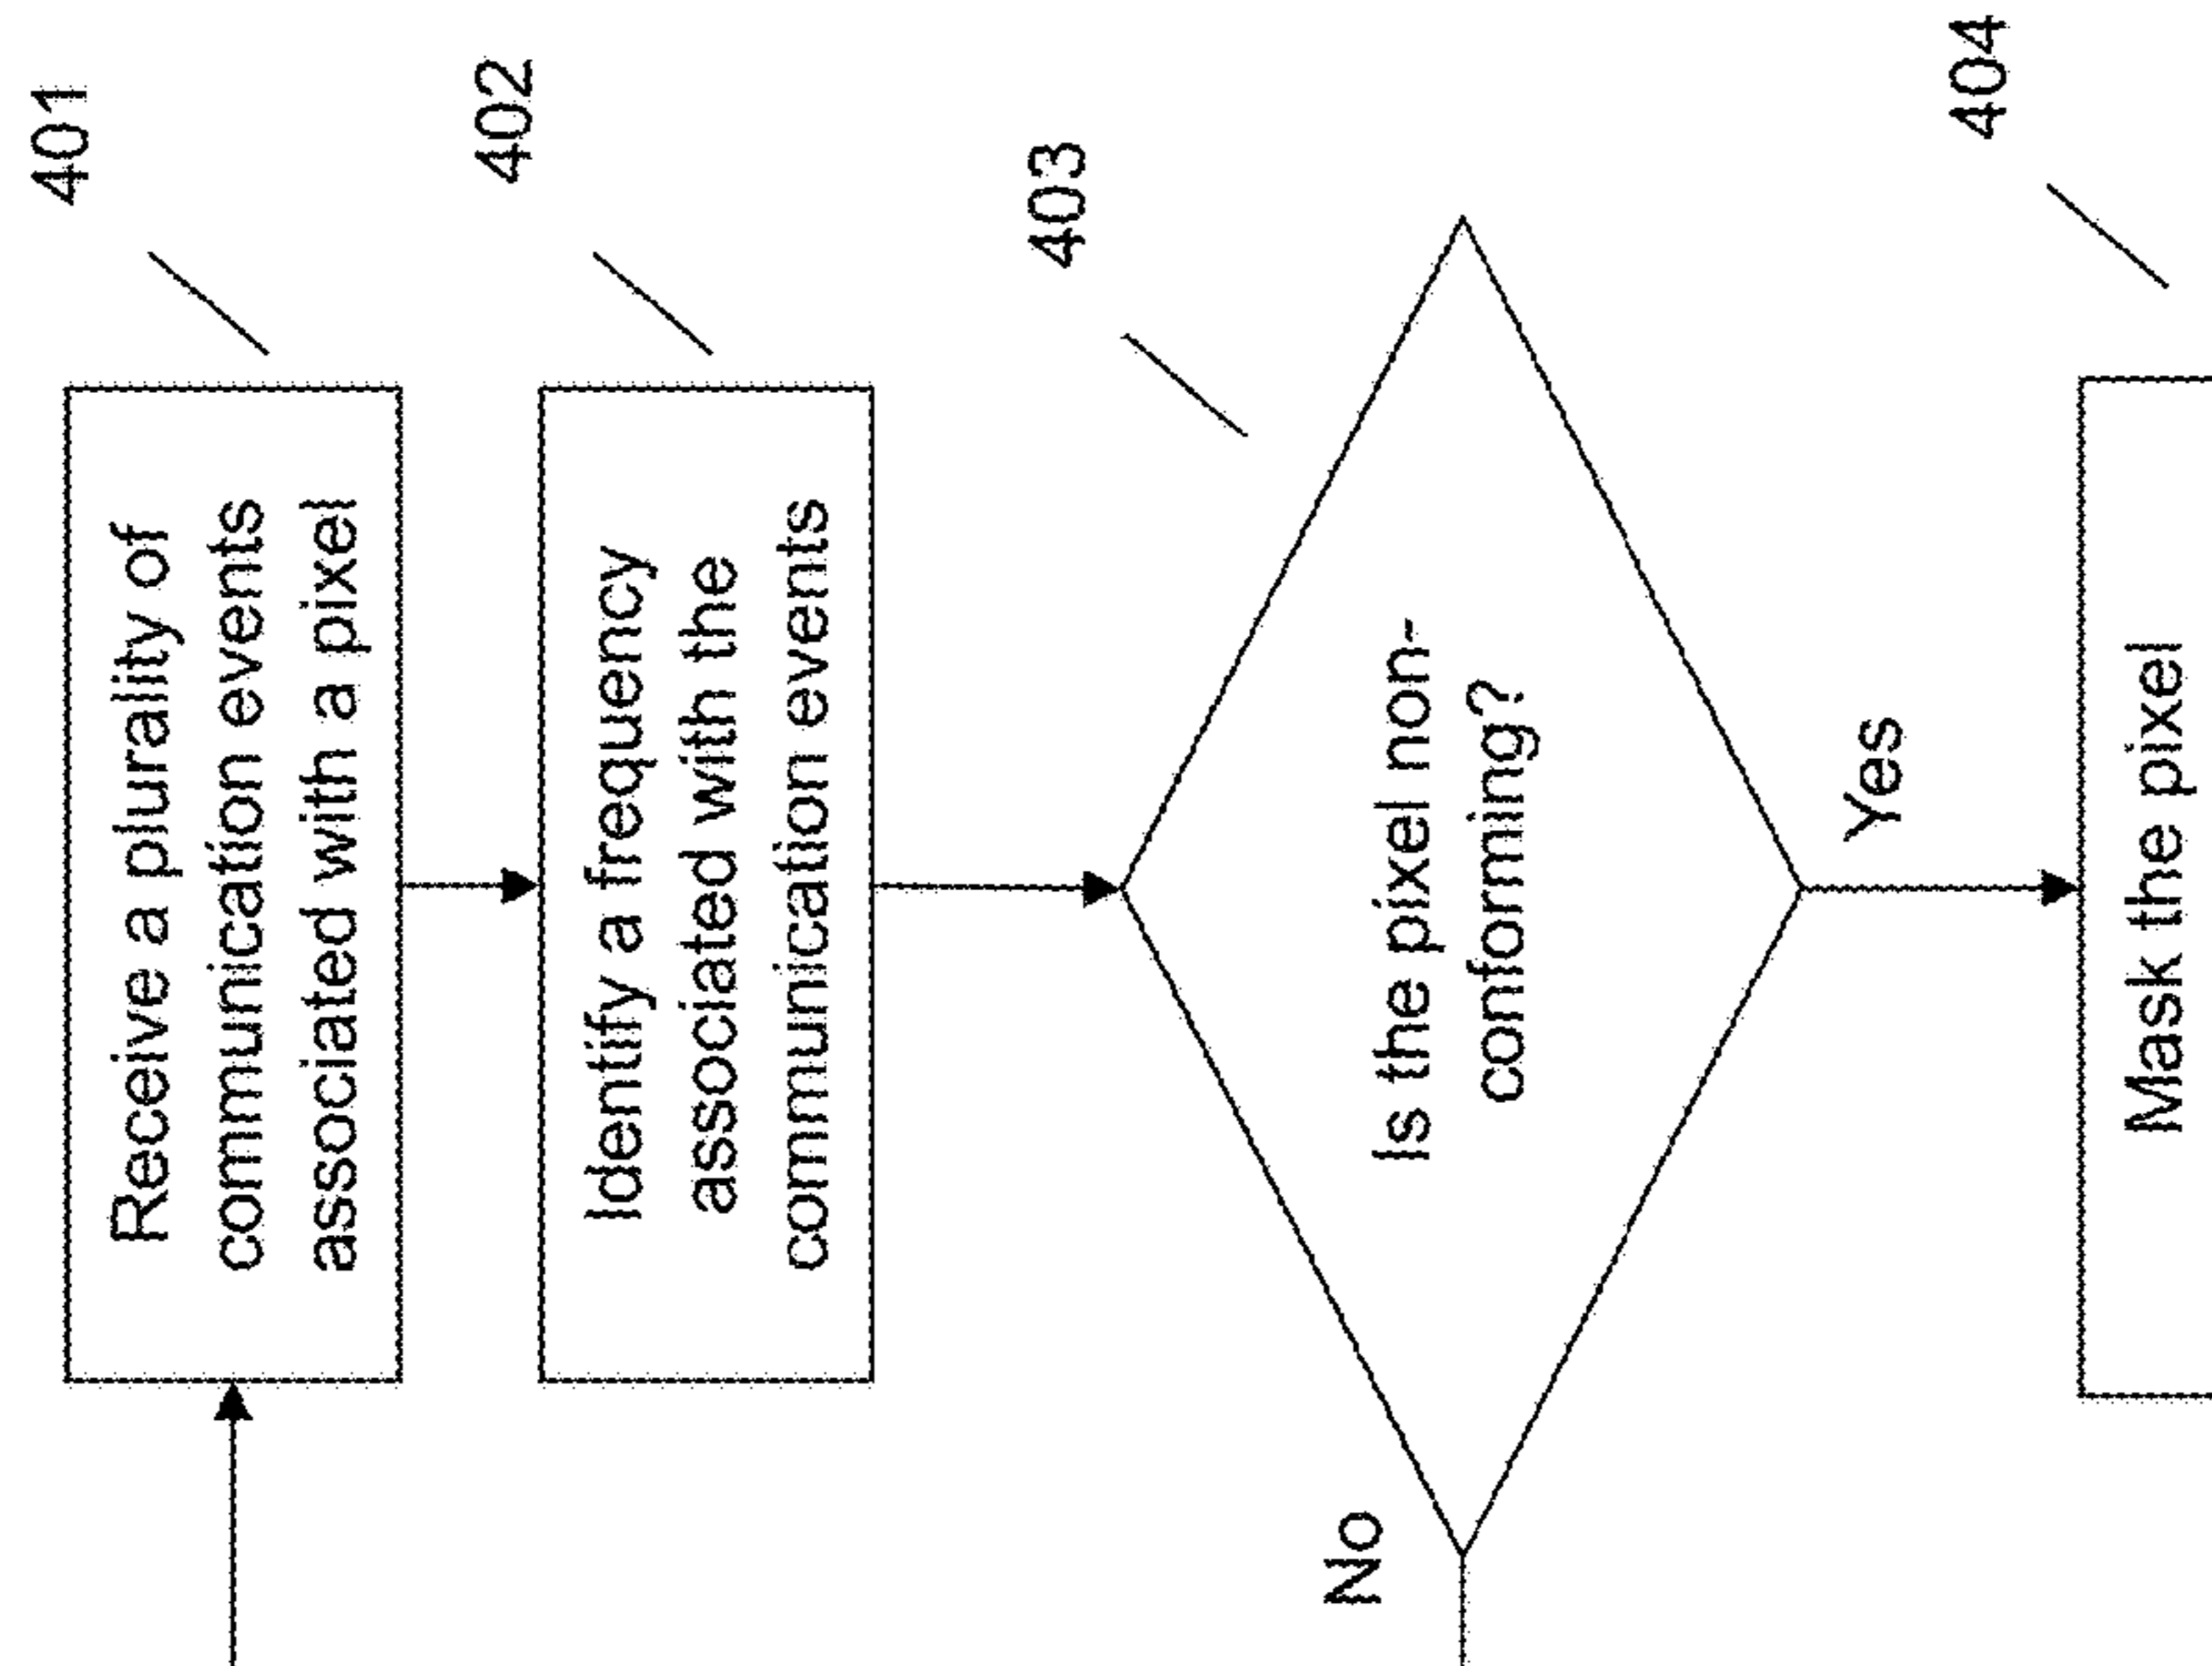 401
Receive a plurality of
communication events
associated with a pixel
402
Identify a frequency
associated with the
communication events
403
Is the pixel non-
conforming?
No
Yes
404
Mask the pixel